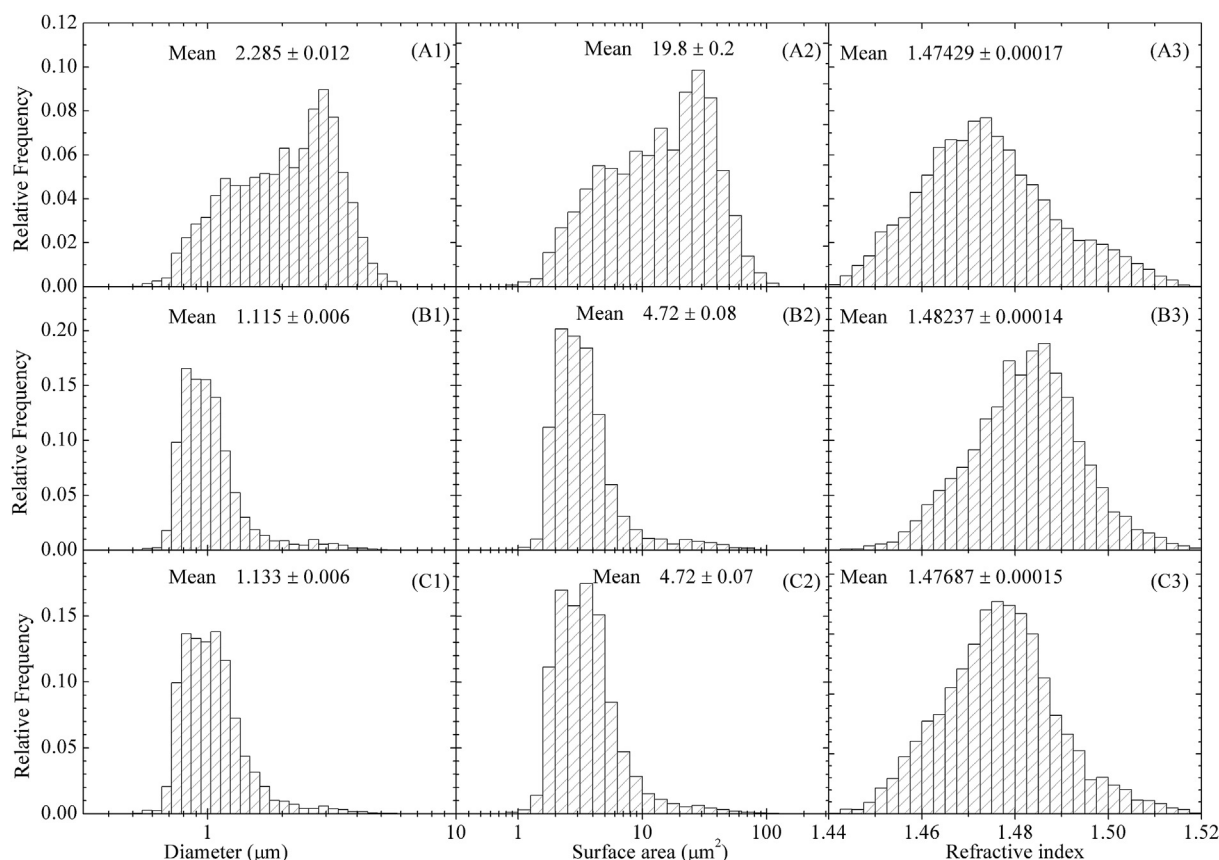 0.12
Mean 2.285 ± 0.012 (A1)
Mean 19.8 ± 0.2 (A2)
Mean 1.47429 ± 0.00017 (A3)
0.10
0.08
0.06
0.04
0.02
0.00
Relative Frequency
Mean 1.115 ± 0.006 (B1)
Mean 4.72 ± 0.08 (B2)
Mean 1.48237 ± 0.00014 (B3)
0.20
0.15
0.10
0.05
0.00
Relative Frequency
Mean 1.133 ± 0.006 (C1)
Mean 4.72 ± 0.07 (C2)
Mean 1.47687 ± 0.00015 (C3)
0.15
0.10
0.05
0.00
Relative Frequency
1 10 1 10 100 1.44 1.46 1.48 1.50 1.52
Diameter (μm) Surface area (μm²) Refractive index